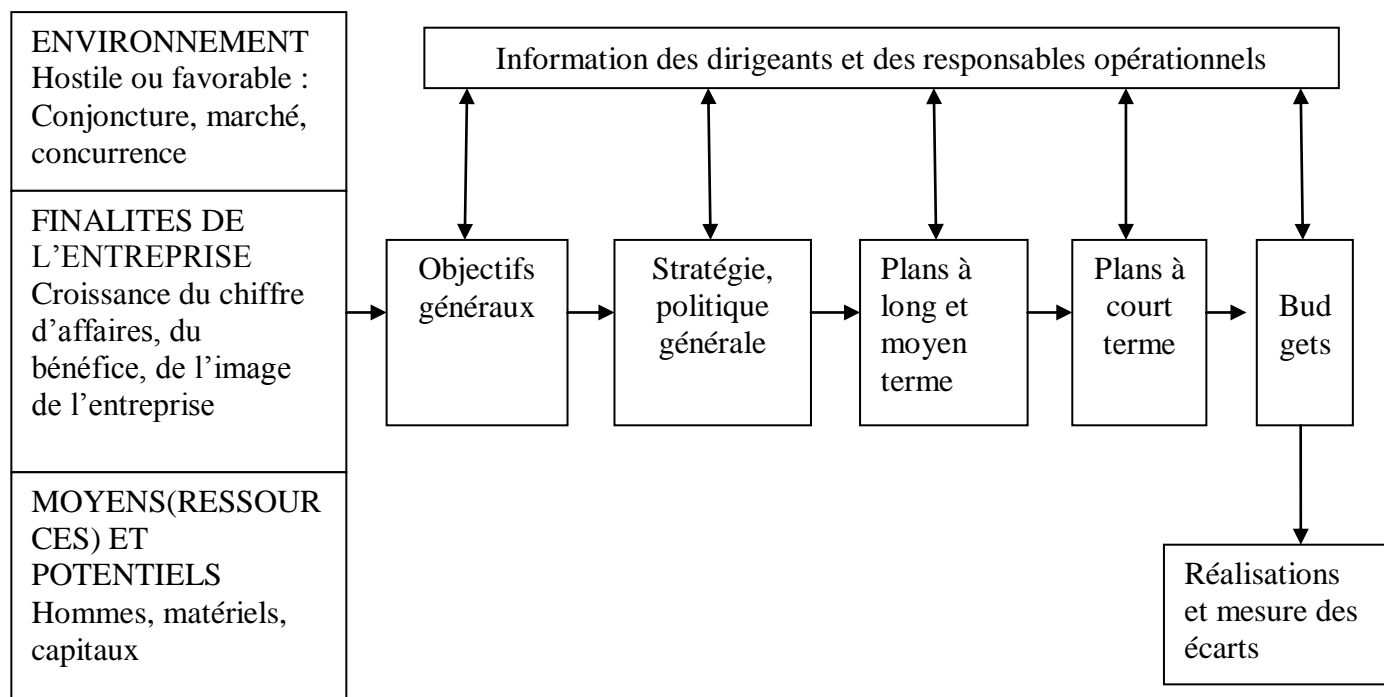 ENVIRONNEMENT
Hostile ou favorable :
Conjoncture, marché,
concurrence
FINALITES DE
L’ENTREPRISE
Croissance du chiffre
d’affaires, du
bénéfice, de l’image
de l’entreprise
MOYENS(RESSOUR
CES) ET
POTENTIELS
Hommes, matériels,
capitaux
Information des dirigeants et des responsables opérationnels
Objectifs
généraux
Stratégie,
politique
générale
Plans à
long et
moyen
terme
Plans à
court
terme
Bud
gets
Réalisations
et mesure des
écarts